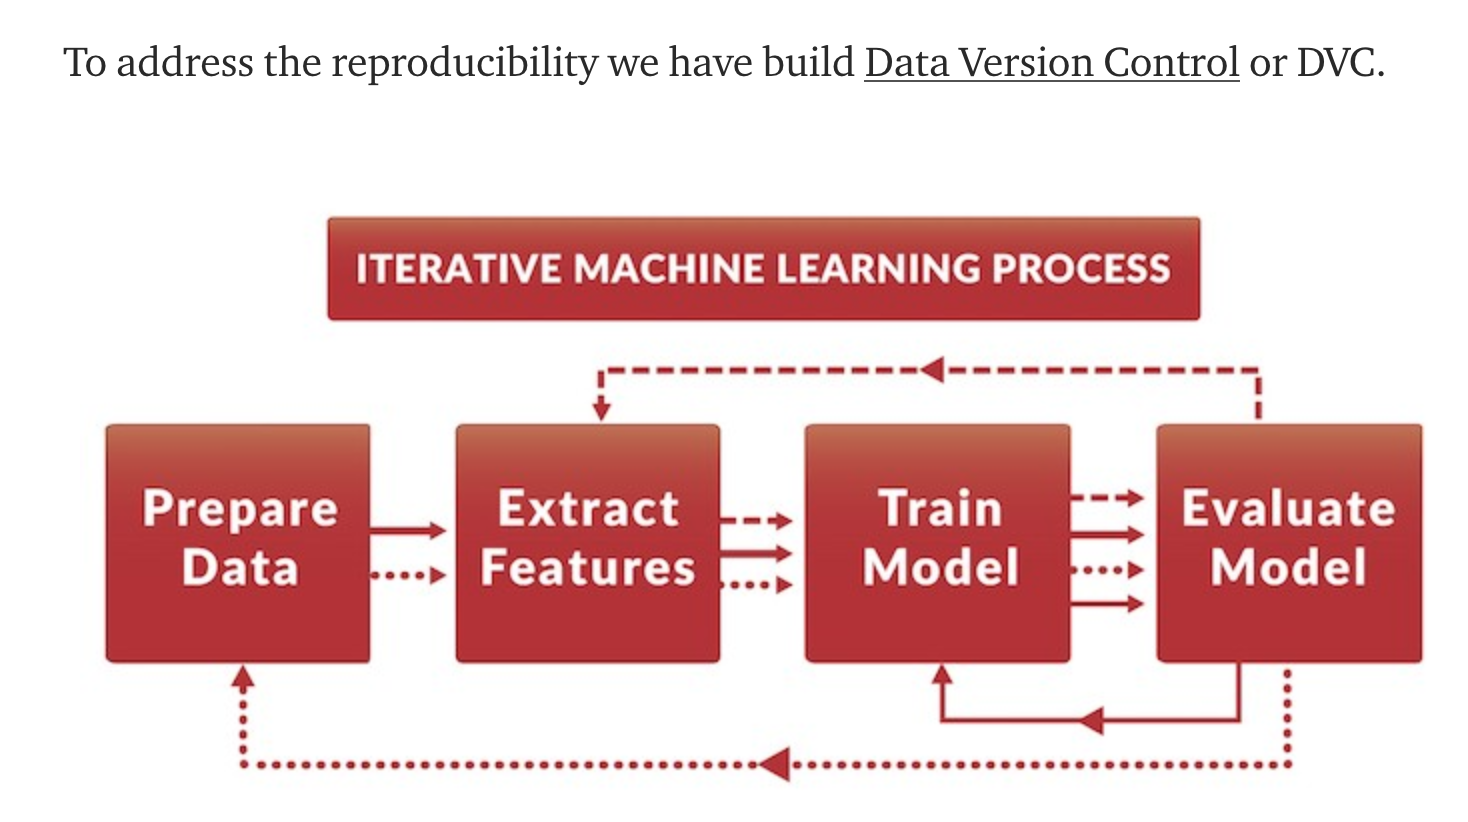 To address the reproducibility we have build Data Version Control or DVC.
ITERATIVE MACHINE LEARNING PROCESS
Prepare
Data
Extract
Features
Train
Model
Evaluate
Model